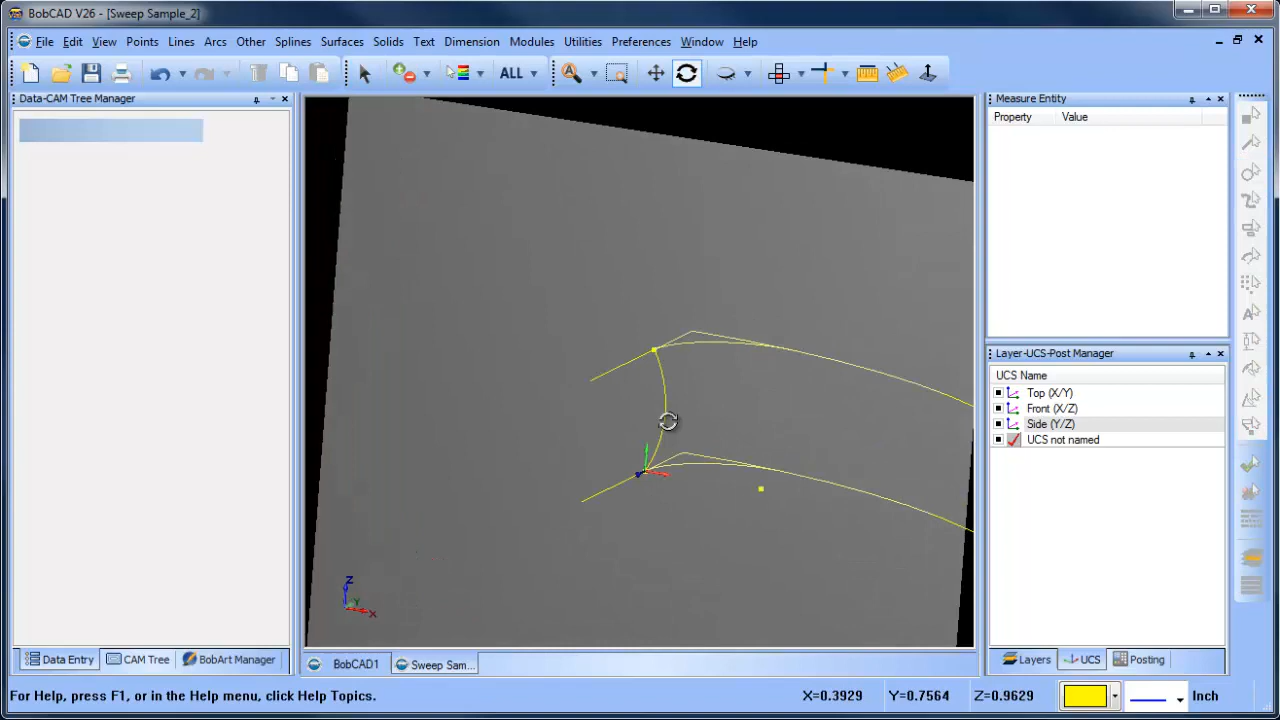 BobCAD V26 - [Sweep Sample_2]
File Edit View Points Lines Arcs Other Splines Surfaces Solids Text Dimension Modules Utilities Preferences Window Help
ALL
Data-CAM Tree Manager
Measure Entity
Property Value
Layer-UCS-Post Manager
UCS Name
Top (X/Y)
Front (X/Z)
Side (Y/Z)
UCS not named
Z
Y
X
Data Entry CAM Tree BobArt Manager
BobCAD1 Sweep Sam...
Layers UCS Posting
For Help, press F1, or in the Help menu, click Help Topics. X=0.3929 Y=0.7564 Z=0.9629 Inch